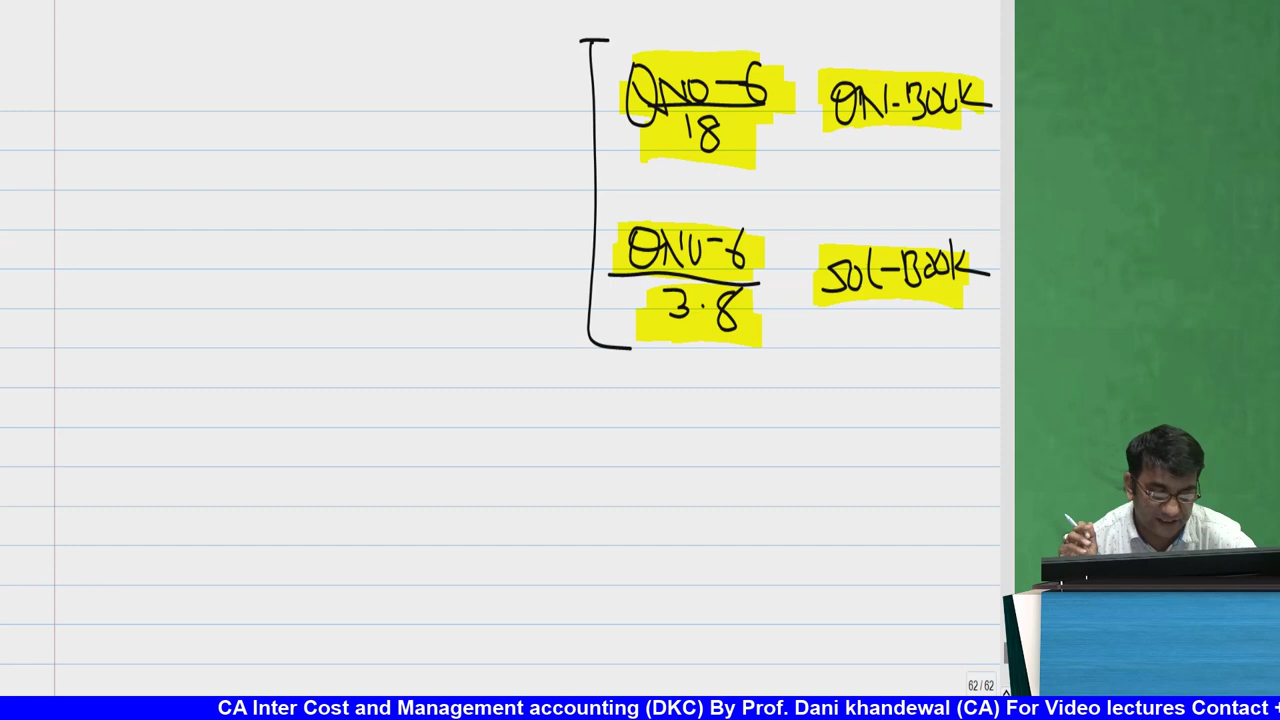 QNO-6 QN-BOOK
18
QNO-6 SOL-BOOK
3.8
62/62
CA Inter Cost and Management accounting (DKC) By Prof. Dani khandewal (CA) For Video lectures Contact +